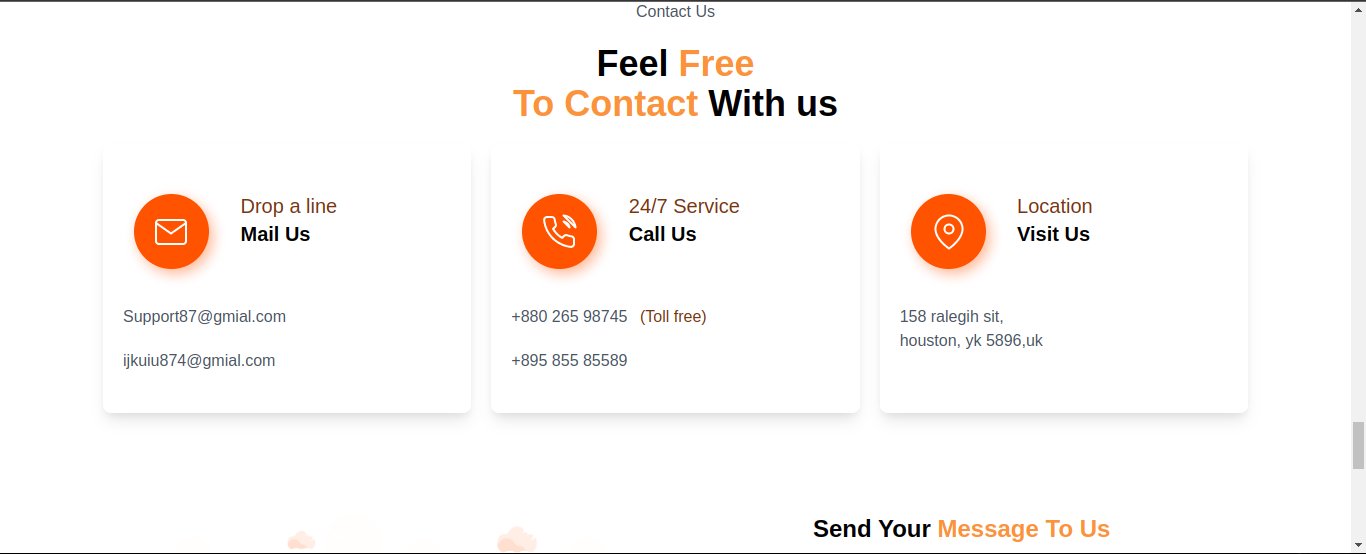 Contact Us
Feel Free
To Contact With us
Drop a line
Mail Us
Support87@gmial.com
ijkuiu874@gmial.com
24/7 Service
Call Us
+880 265 98745 (Toll free)
+895 855 85589
Location
Visit Us
158 ralegih sit,
houston, yk 5896,uk
Send Your Message To Us